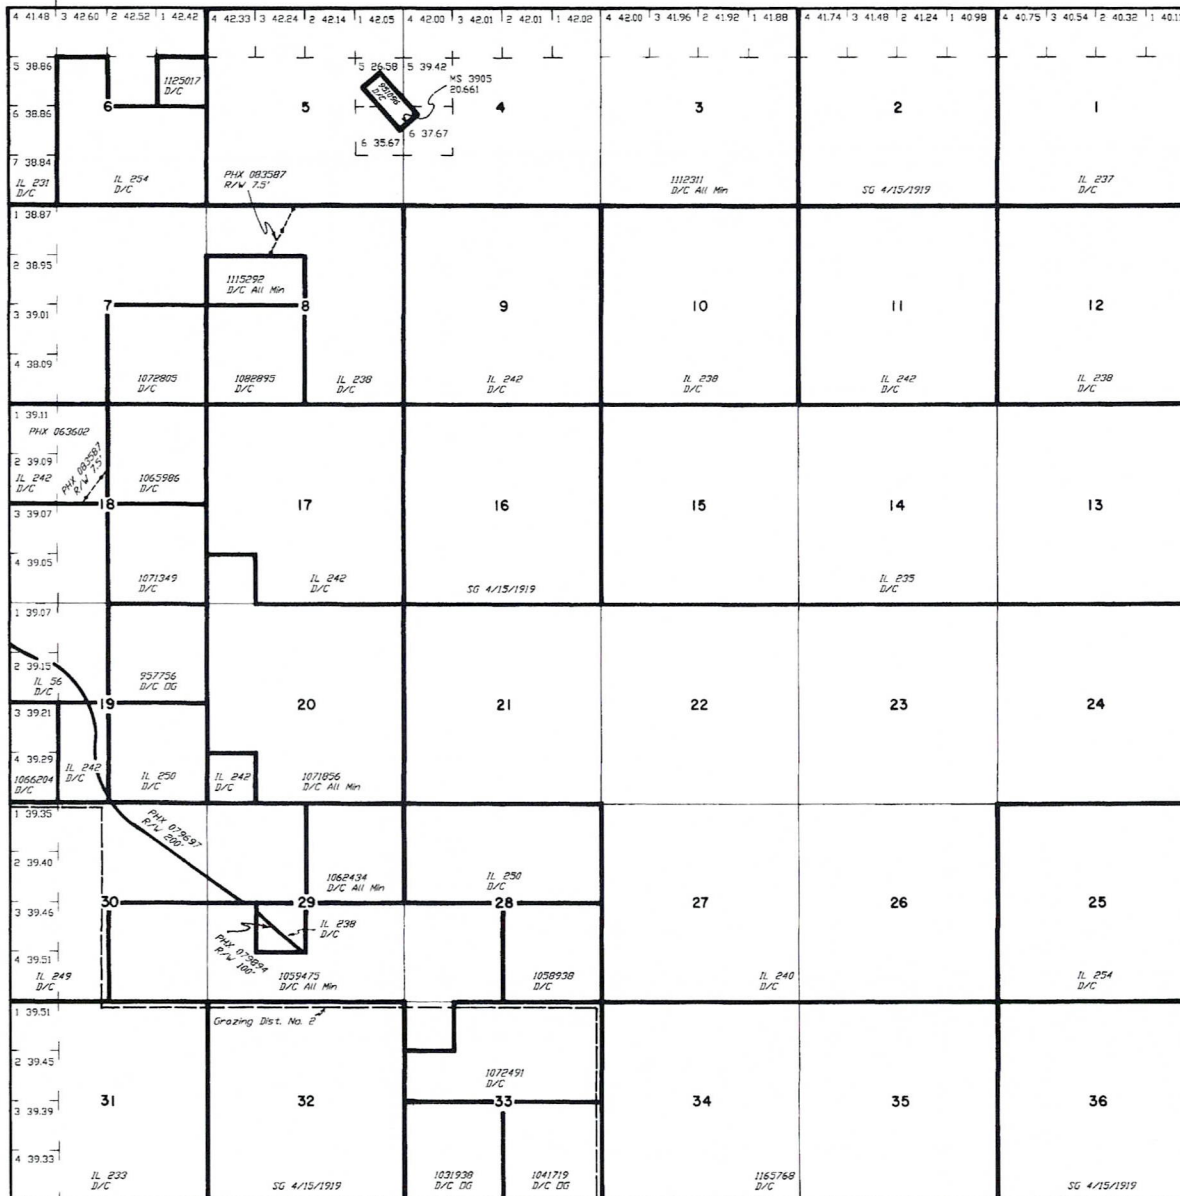 4 41.48 3 42.60 2 42.52 1 42.42 4 42.33 3 42.24 2 42.14 1 42.05 4 42.00 3 42.01 2 42.01 1 42.02 4 42.00 3 41.96 2 41.92 1 41.88 4 41.74 3 41.48 2 41.24 1 40.98 4 40.75 3 40.54 2 40.32 1
5 38.86
5 26.58 5 39.42
MS 3905
20.661
1125017
D/C
951096
D/C
6 5 4 3 2 1
6 38.86
6 35.67 6 37.67
7 38.84
PHX 083587
R/W 7.5'
IL 231
D/C
IL 254
D/C
1112311
D/C All Min
SG 4/15/1919
IL 237
D/C
1 38.87
2 38.95
1115292
D/C All Min
7 8 9 10 11 12
3 39.01
4 38.09
1072805
D/C
1082895
D/C
IL 238
D/C
IL 242
D/C
IL 238
D/C
IL 242
D/C
IL 238
D/C
1 39.11
PHX 063602
2 39.09
IL 242
D/C
PHX 083587
R/W 7.5'
1065986
D/C
18 17 16 15 14 13
3 39.07
4 39.05
1071349
D/C
IL 242
D/C
SG 4/15/1919
IL 235
D/C
1 39.07
2 39.15
IL 56
D/C
957756
D/C OG
19 20 21 22 23 24
3 39.21
4 39.29
1066204
D/C
IL 242
D/C
IL 250
D/C
IL 242
D/C
1071856
D/C All Min
1 39.35
PHX 079697
R/W 200'
2 39.40
1062434
D/C All Min
IL 250
D/C
30 29 28 27 26 25
3 39.46
IL 238
D/C
PHX 079894
R/W 100'
4 39.51
IL 249
D/C
1059475
D/C All Min
1058938
D/C
IL 240
D/C
IL 254
D/C
1 39.51
Grazing Dist. No. 2
2 39.45
1072491
D/C
31 32 33 34 35 36
3 39.39
4 39.33
IL 233
D/C
SG 4/15/1919
1031938
D/C OG
1041719
D/C OG
1165768
D/C
SG 4/15/1919